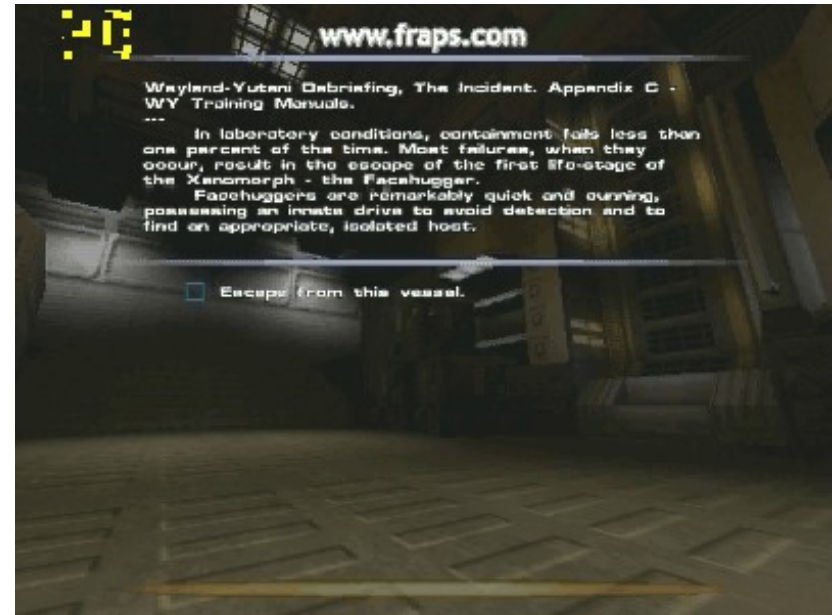 www.fraps.com
Weyland-Yutani Debriefing, The Incident. Appendix C -
WY Training Manuals.
---
In laboratory conditions, containment fails less than
one percent of the time. Most failures, when they
occur, result in the escape of the first life-stage of
the Xenomorph - the Facehugger.
Facehuggers are remarkably quick and cunning,
possessing an innate drive to avoid detection and to
find an appropriate, isolated host.
Escape from this vessel.